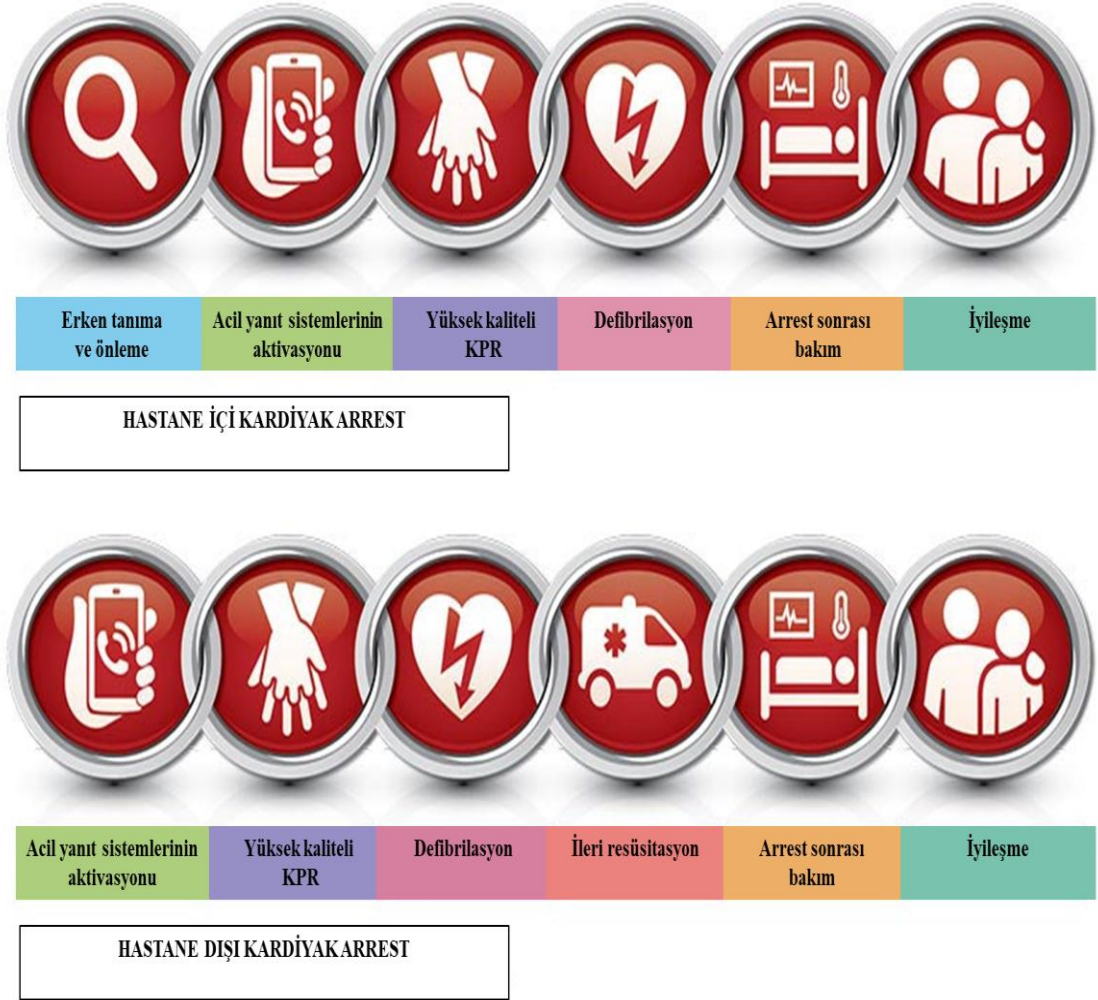 Erken tanıma
ve önleme
Acil yanıt sistemlerinin
aktivasyonu
Yüksek kaliteli
KPR
Defibrilasyon
Arrest sonrası
bakım
İyileşme
HASTANE İÇİ KARDİYAK ARREST
Acil yanıt sistemlerinin
aktivasyonu
Yüksek kaliteli
KPR
Defibrilasyon
İleri resüsitasyon
Arrest sonrası
bakım
İyileşme
HASTANE DIŞI KARDİYAK ARREST